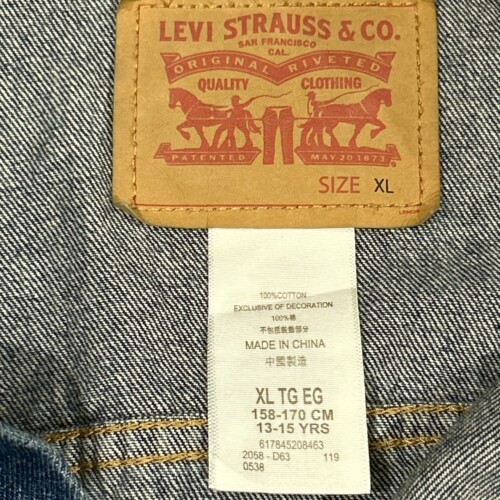 LEVI STRAUSS & CO.
SAN FRANCISCO
CAL.
ORIGINAL RIVETED
QUALITY CLOTHING
PATENTED MAY 20 1873
SIZE XL
100%COTTON
EXCLUSIVE OF DECORATION
100%棉
不包括裝飾部分
MADE IN CHINA
中國製造
XL TG EG
158-170 CM
13-15 YRS
617845208463
2058 - D63 119
0538